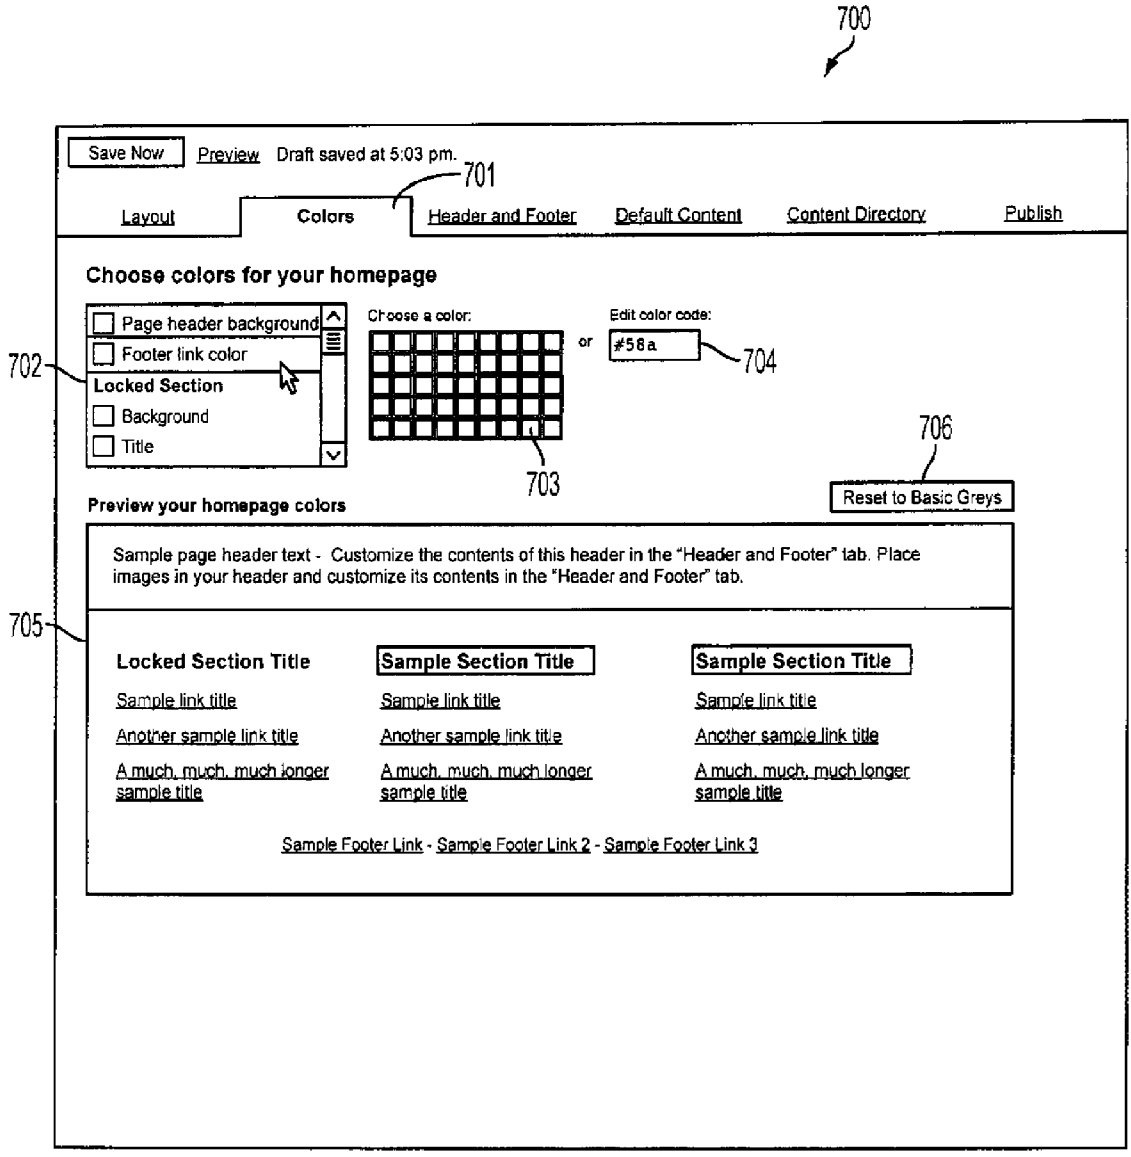 700
Save Now Preview Draft saved at 5:03 pm.
701
Layout Colors Header and Footer Default Content Content Directory Publish
Choose colors for your homepage
Page header background
Footer link color
Locked Section
Background
Title
702
Choose a color:
703
or
Edit color code:
#58a
704
706
Reset to Basic Greys
Preview your homepage colors
705
Sample page header text - Customize the contents of this header in the “Header and Footer” tab. Place
images in your header and customize its contents in the “Header and Footer” tab.
Locked Section Title
Sample link title
Another sample link title
A much, much, much longer
sample title
Sample Section Title
Sample link title
Another sample link title
A much, much, much longer
sample title
Sample Section Title
Sample link title
Another sample link title
A much, much, much longer
sample title
Sample Footer Link - Sample Footer Link 2 - Sample Footer Link 3